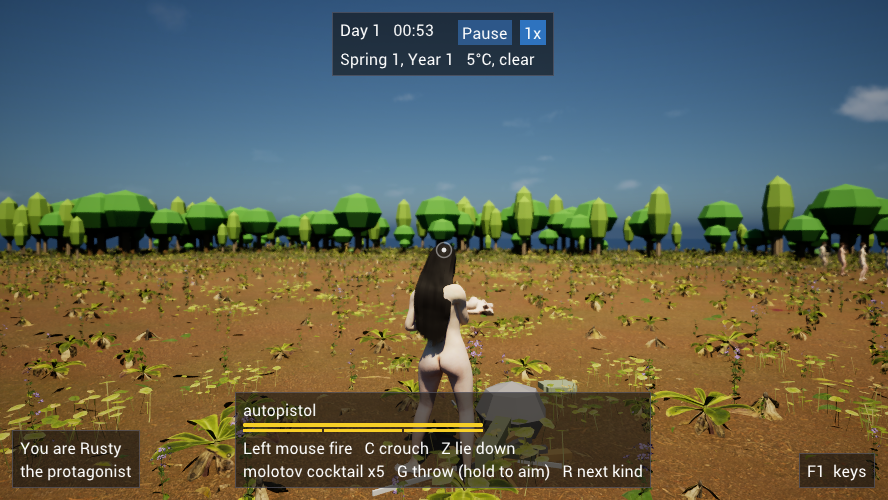 Day 1 00:53 Pause 1x
Spring 1, Year 1 5°C, clear
autopistol
Left mouse fire C crouch Z lie down
molotov cocktail x5 G throw (hold to aim) R next kind
You are Rusty
the protagonist
F1 keys